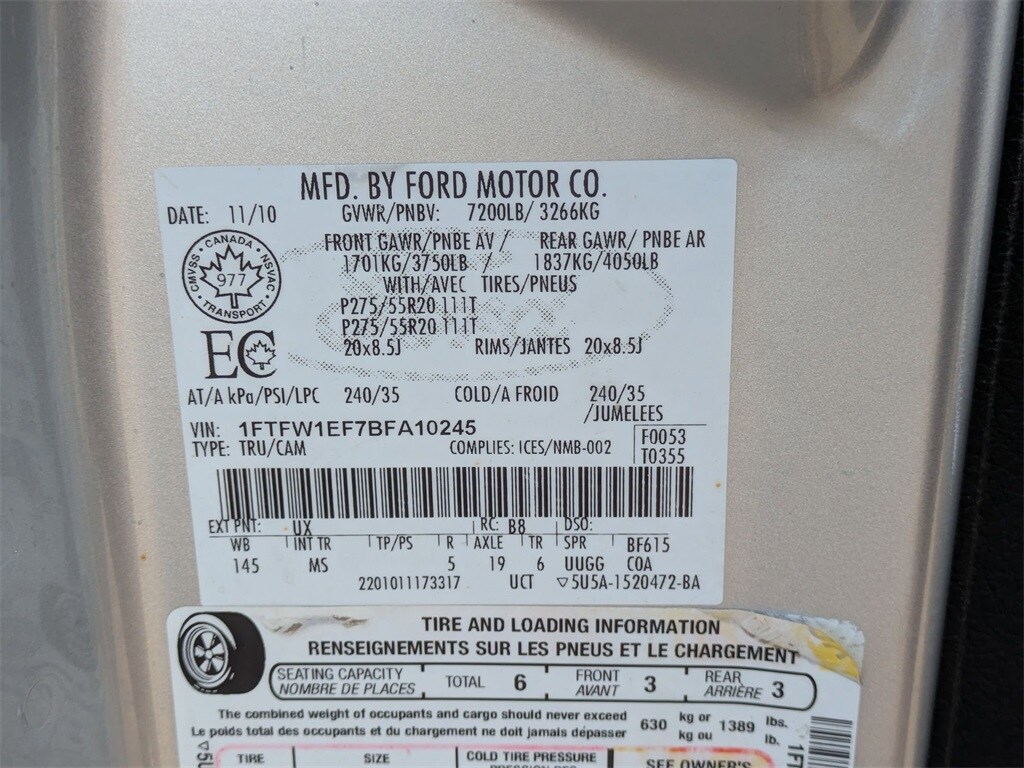 MFD. BY FORD MOTOR CO.
DATE: 11/10 GVWR/PNBV: 7200LB/ 3266KG
FRONT GAWR/PNBE AV / REAR GAWR/ PNBE AR
1701KG/3750LB / 1837KG/4050LB
WITH/AVEC TIRES/PNEUS
P275/55R20 111T
P275/55R20 111T
20x8.5J RIMS/JANTES 20x8.5J
CANADA
CMVSS NSVAC
977
TRANSPORT
EC
AT/A kPa/PSI/LPC 240/35 COLD/A FROID 240/35
/JUMELEES
VIN: 1FTFW1EF7BFA10245
TYPE: TRU/CAM COMPLIES: ICES/NMB-002
F0053
T0355
EXT PNT: UX RC: B8 DSO:
WB INT TR TP/PS R AXLE TR SPR BF615
145 MS 5 19 6 UUGG COA
2201011173317 UCT ▽5U5A-1520472-BA
TIRE AND LOADING INFORMATION
RENSEIGNEMENTS SUR LES PNEUS ET LE CHARGEMENT
SEATING CAPACITY
NOMBRE DE PLACES
TOTAL 6
FRONT
AVANT 3
REAR
ARRIÈRE 3
The combined weight of occupants and cargo should never exceed 630 kg or 1389 lbs.
Le poids total des occupants et du chargement ne doit jamais dépasser kg ou lb.
TIRE SIZE COLD TIRE PRESSURE SEE OWNER'S